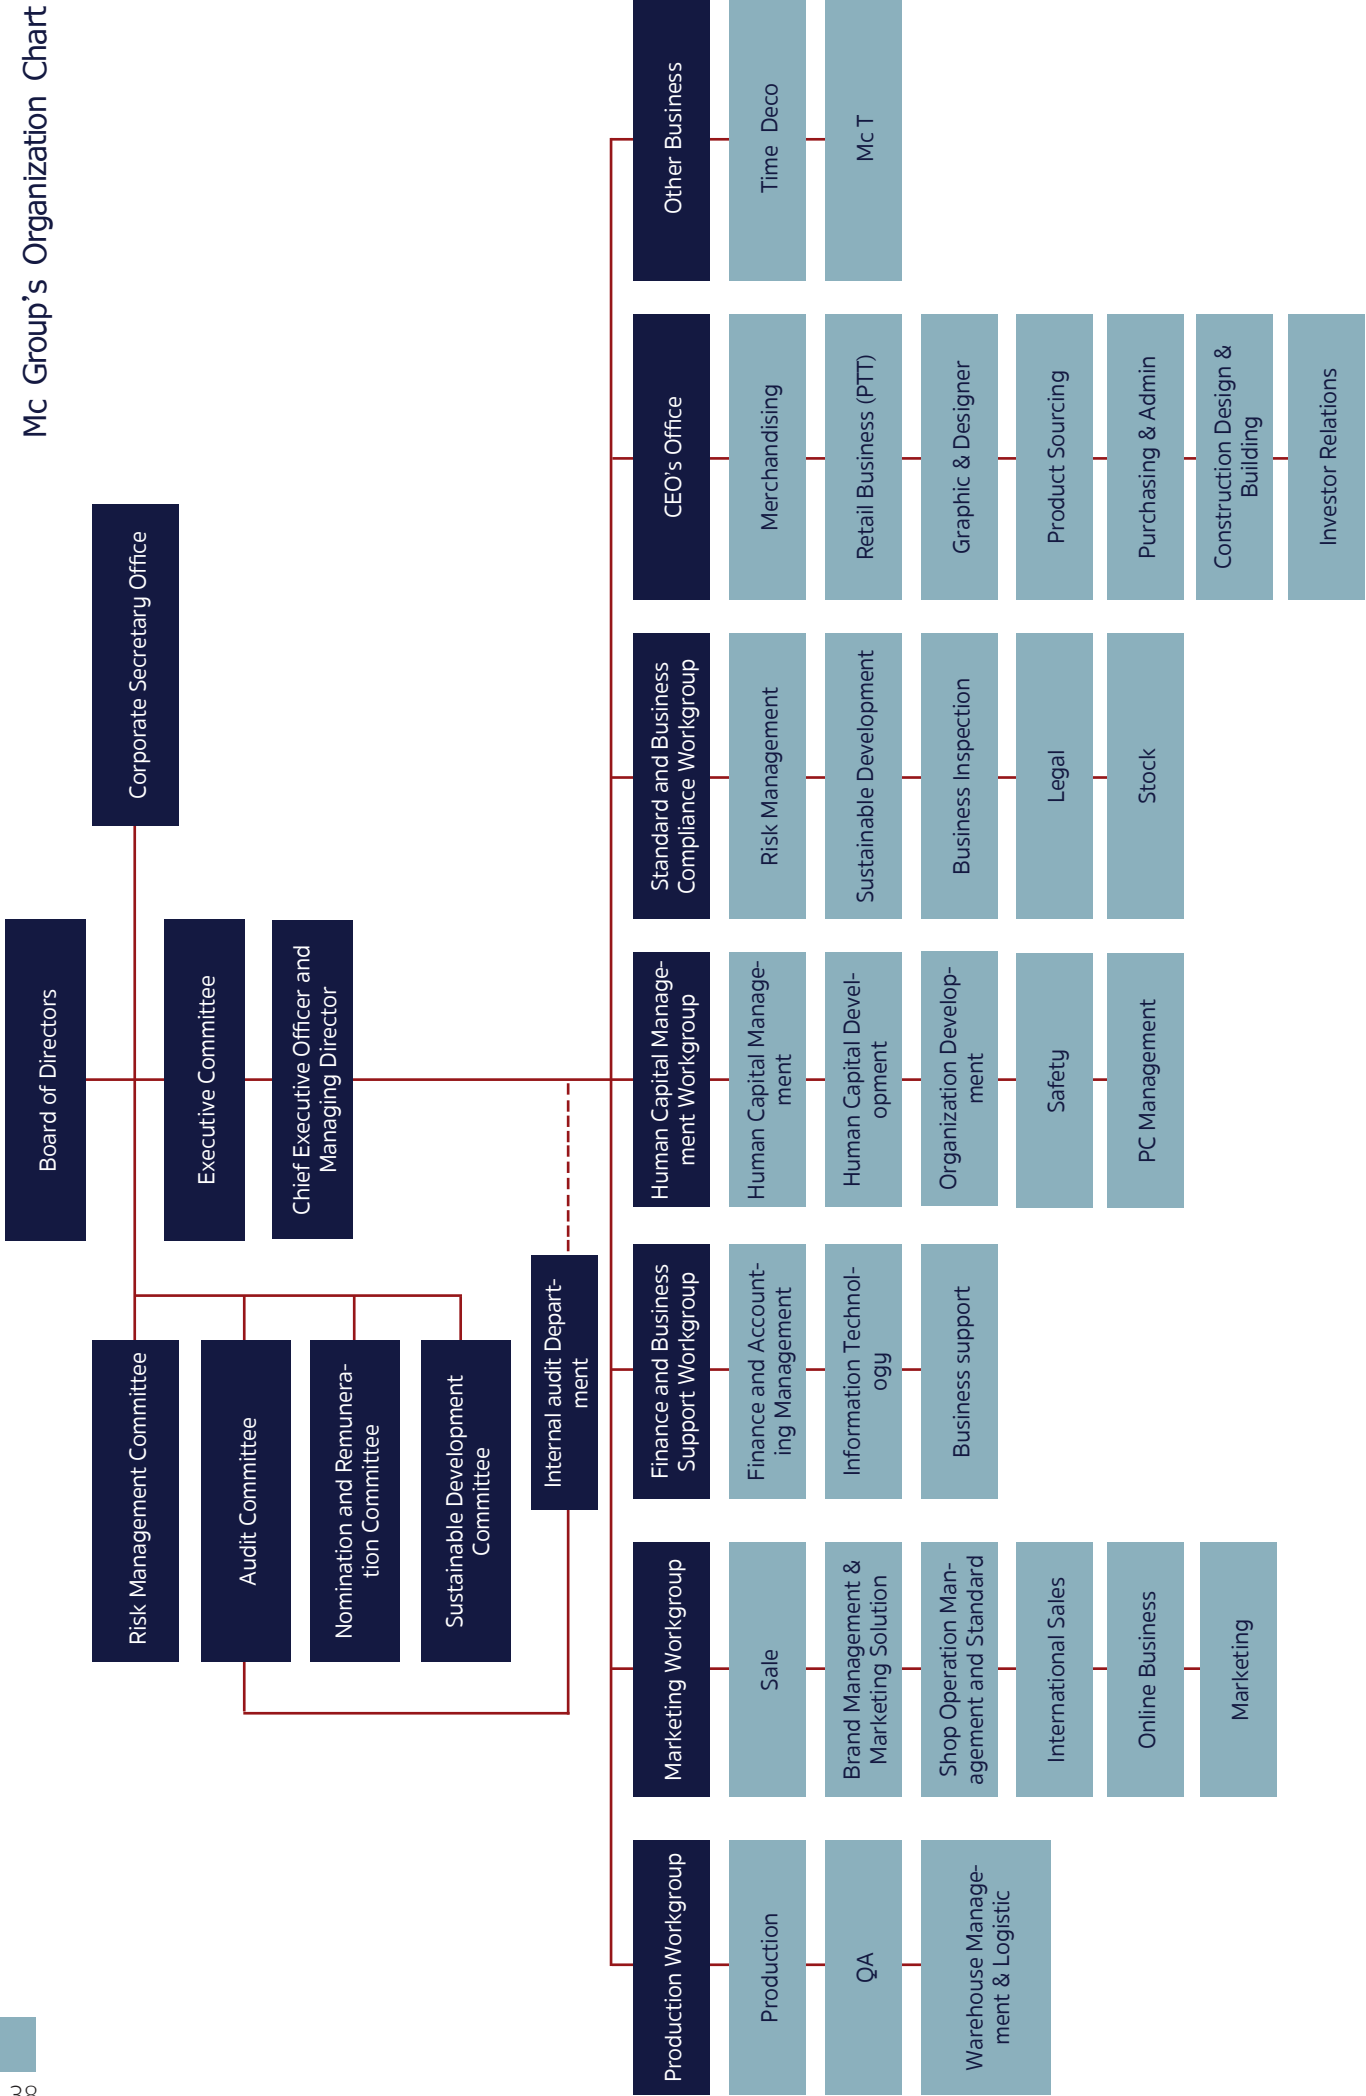 Mc Group's Organization Chart
Board of Directors
Corporate Secretary Office
Executive Committee
Chief Executive Officer and
Managing Director
Risk Management Committee
Audit Committee
Nomination and Remunera-
tion Committee
Sustainable Development
Committee
Internal audit Depart-
ment
Production Workgroup
Production
QA
Warehouse Manage-
ment & Logistic
Marketing Workgroup
Sale
Brand Management &
Marketing Solution
Shop Operation Man-
agement and Standard
International Sales
Online Business
Marketing
Finance and Business
Support Workgroup
Finance and Account-
ing Management
Information Technol-
ogy
Business support
Human Capital Manage-
ment Workgroup
Human Capital Manage-
ment
Human Capital Devel-
opment
Organization Develop-
ment
Safety
PC Management
Standard and Business
Compliance Workgroup
Risk Management
Sustainable Development
Business Inspection
Legal
Stock
CEO's Office
Merchandising
Retail Business (PTT)
Graphic & Designer
Product Sourcing
Purchasing & Admin
Construction Design &
Building
Investor Relations
Other Business
Time Deco
Mc T
38